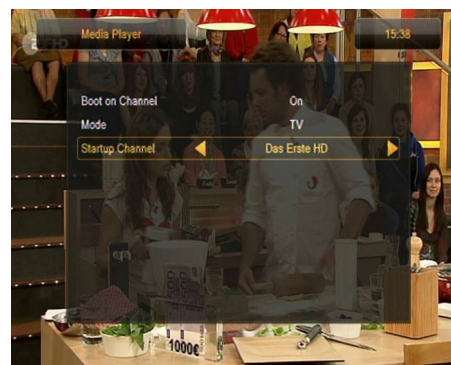 Media Player
15:38
Boot on Channel On
Mode TV
Startup Channel Das Erste HD
1000€